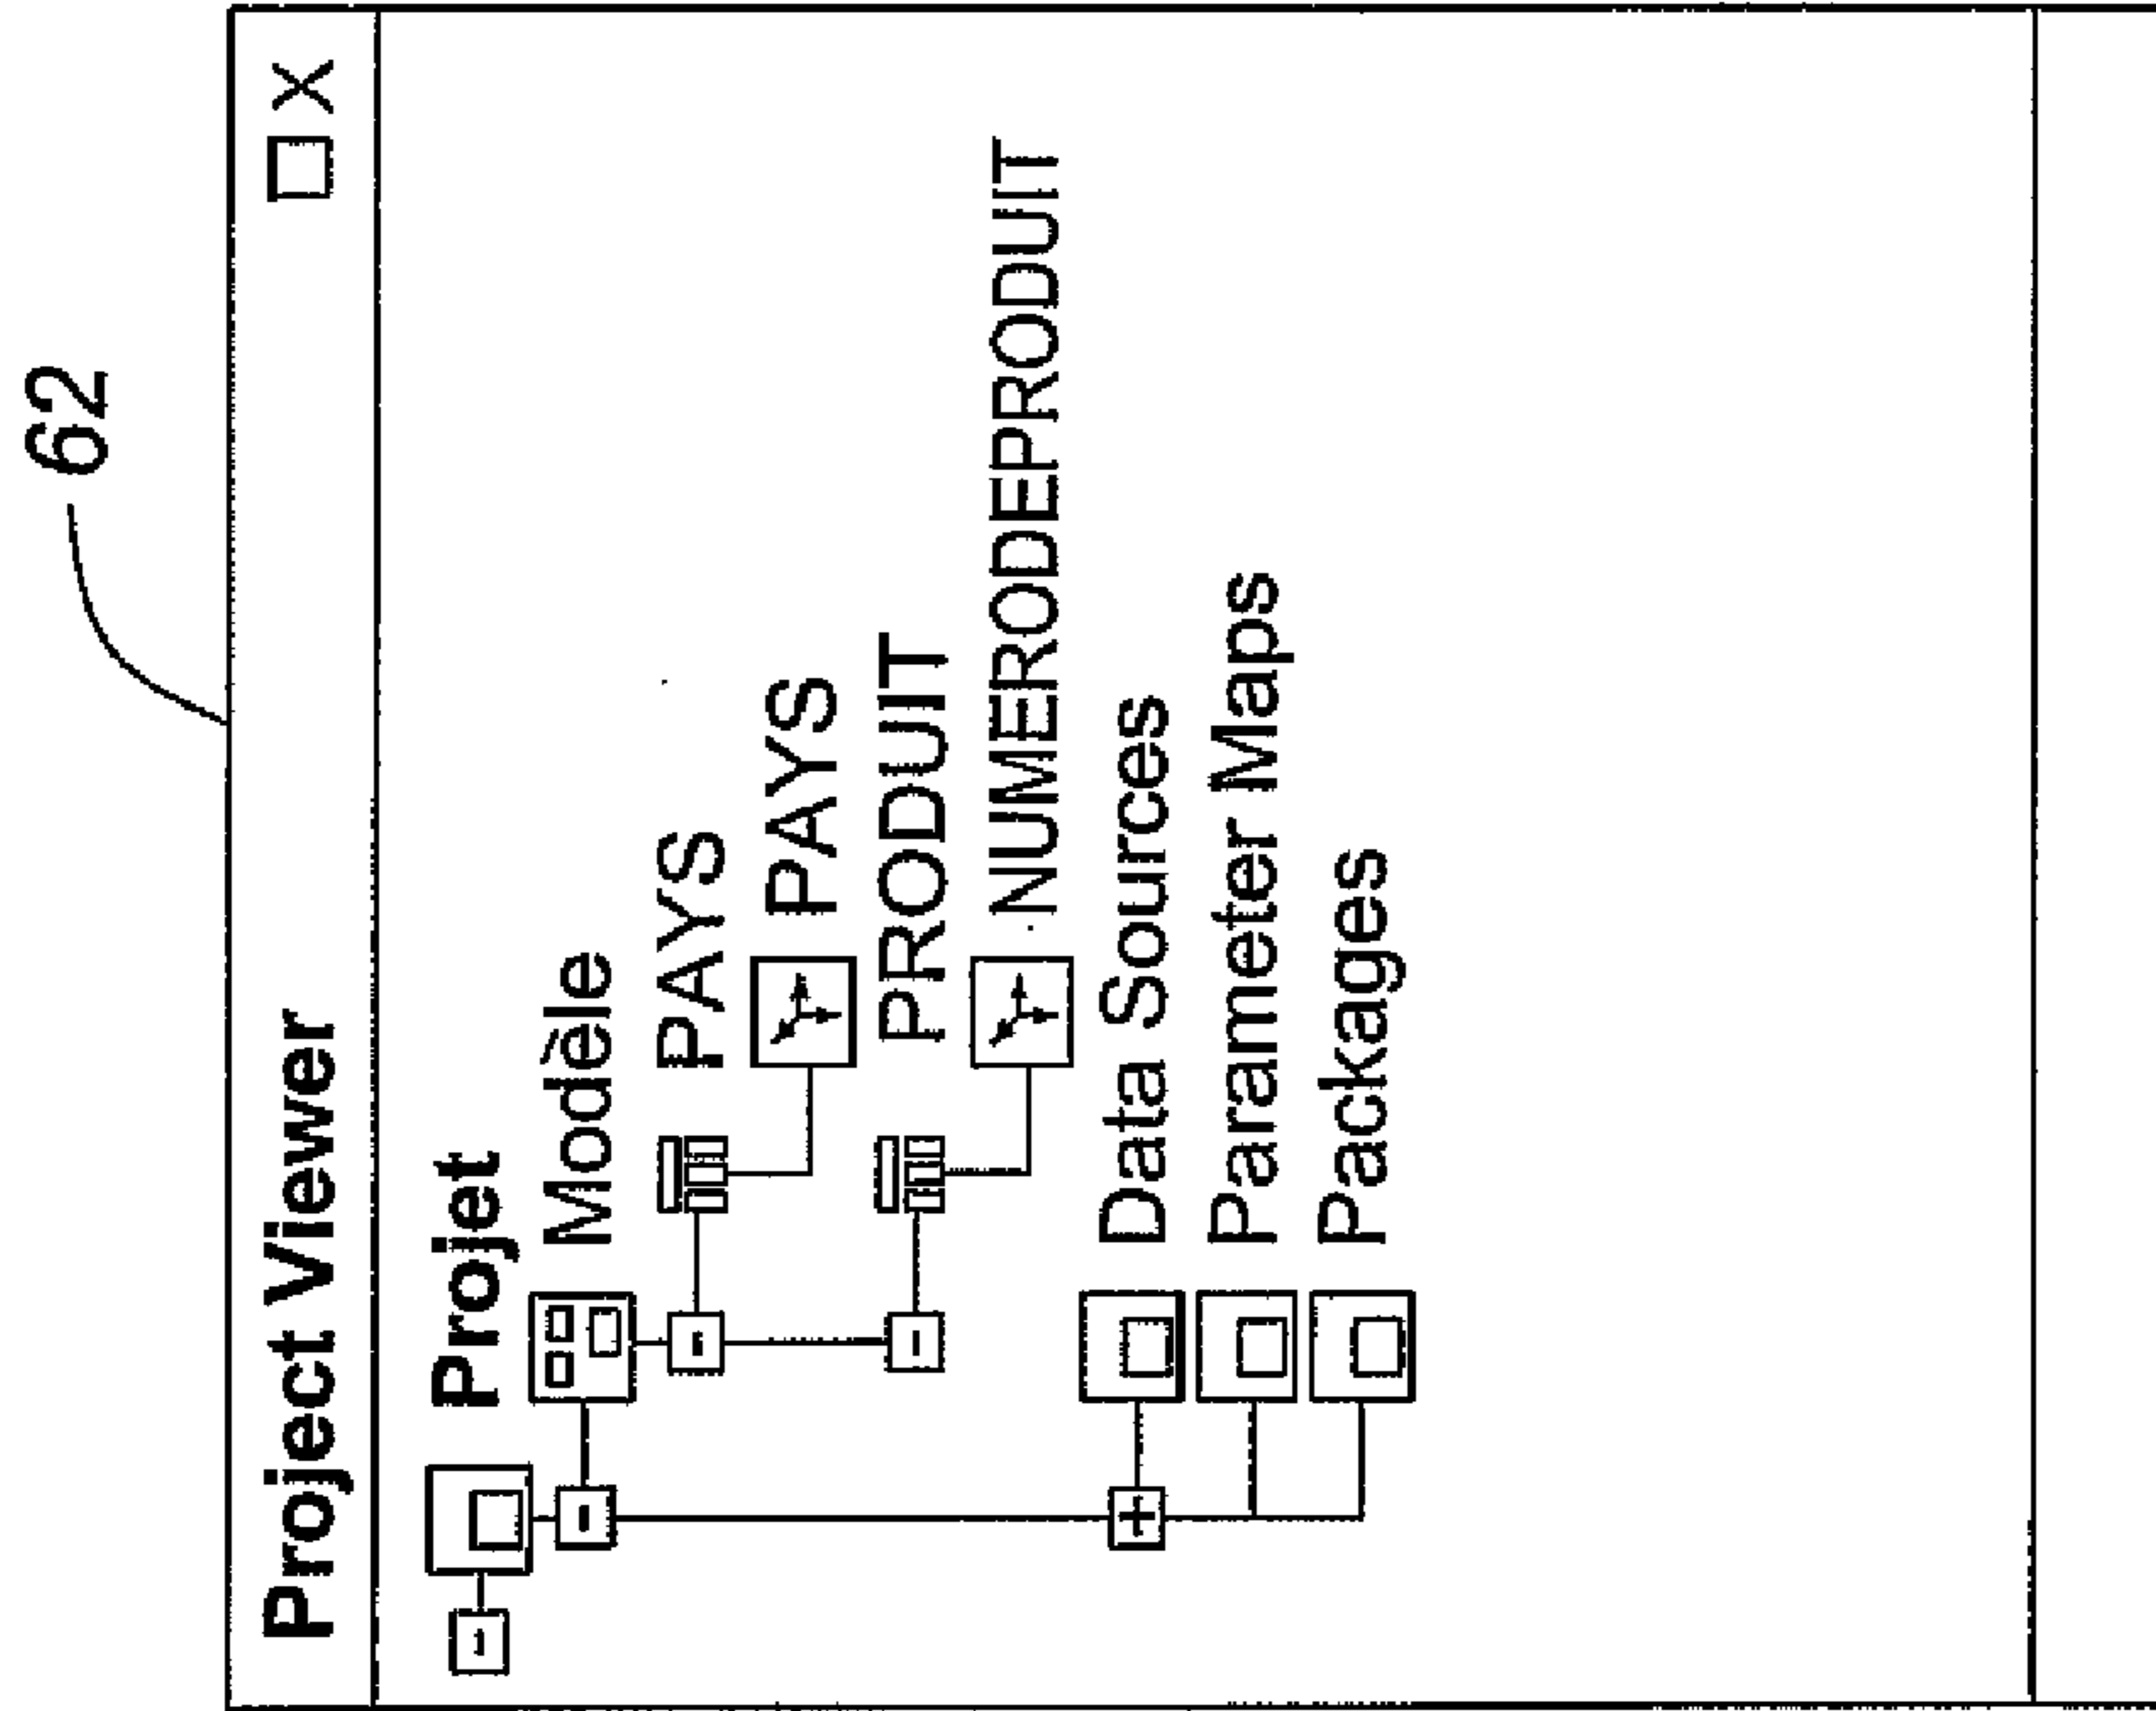 62
Project Viewer
Projet
Modèle
PAYS
PAYS
PRODUIT
NUMERODEPRODUIT
Data Sources
Parameter Maps
Packages